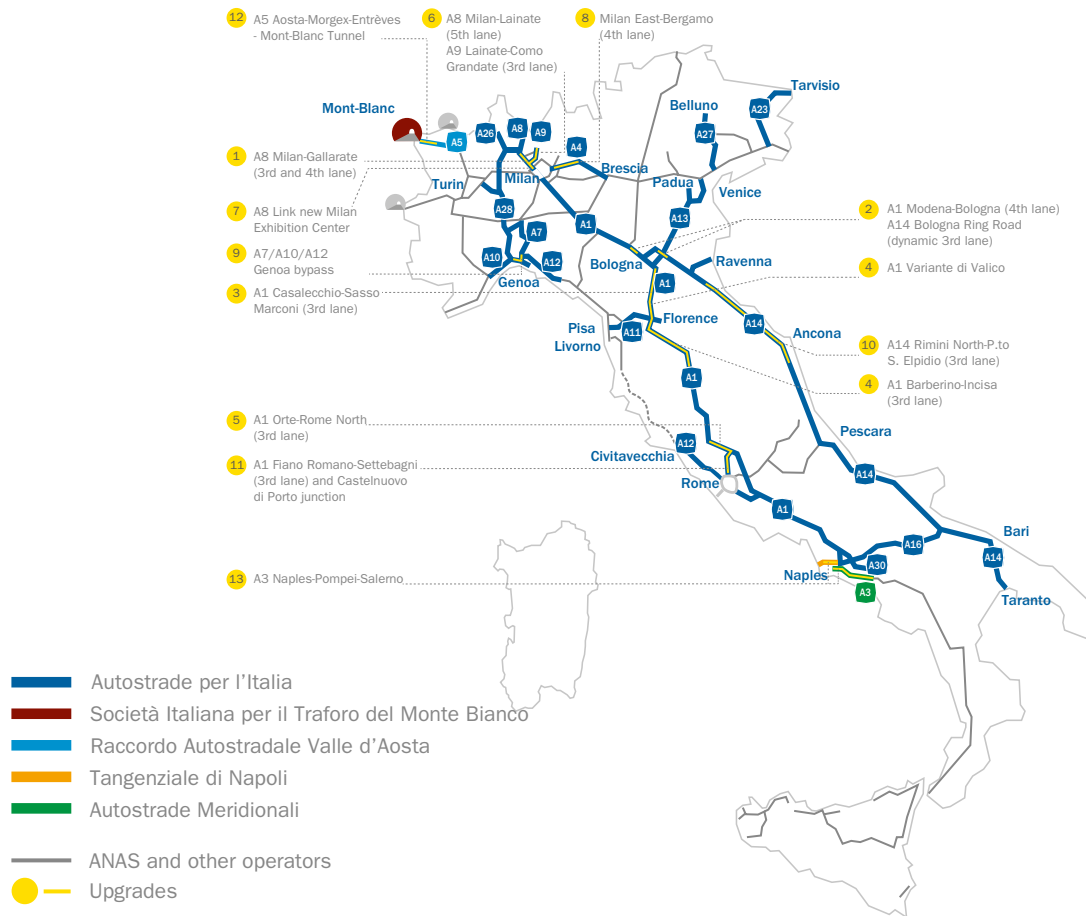 12
A5 Aosta-Morgex-Entrèves
- Mont-Blanc Tunnel
6
A8 Milan-Lainate
(5th lane)
A9 Lainate-Como
Grandate (3rd lane)
8
Milan East-Bergamo
(4th lane)
Mont-Blanc
Tarvisio
Belluno
A23
A5
A26
A8
A9
A4
A27
1
A8 Milan-Gallarate
(3rd and 4th lane)
Turin
Milan
Brescia
Padua
Venice
7
A8 Link new Milan
Exhibition Center
A28
A7
A1
A13
2
A1 Modena-Bologna (4th lane)
A14 Bologna Ring Road
(dynamic 3rd lane)
9
A7/A10/A12
Genoa bypass
A10
A12
Genoa
Bologna
A1
Ravenna
4
A1 Variante di Valico
3
A1 Casalecchio-Sasso
Marconi (3rd lane)
Pisa
Livorno
A11
Florence
A14
Ancona
10
A14 Rimini North-P.to
S. Elpidio (3rd lane)
A1
4
A1 Barberino-Incisa
(3rd lane)
5
A1 Orte-Rome North
(3rd lane)
A12
Civitavecchia
Pescara
11
A1 Fiano Romano-Settebagni
(3rd lane) and Castelnuovo
di Porto junction
Rome
A14
A1
A16
Bari
A14
13
A3 Naples-Pompei-Salerno
Naples
A30
A3
Taranto
Autostrade per l'Italia
Società Italiana per il Traforo del Monte Bianco
Raccordo Autostradale Valle d'Aosta
Tangenziale di Napoli
Autostrade Meridionali
ANAS and other operators
Upgrades